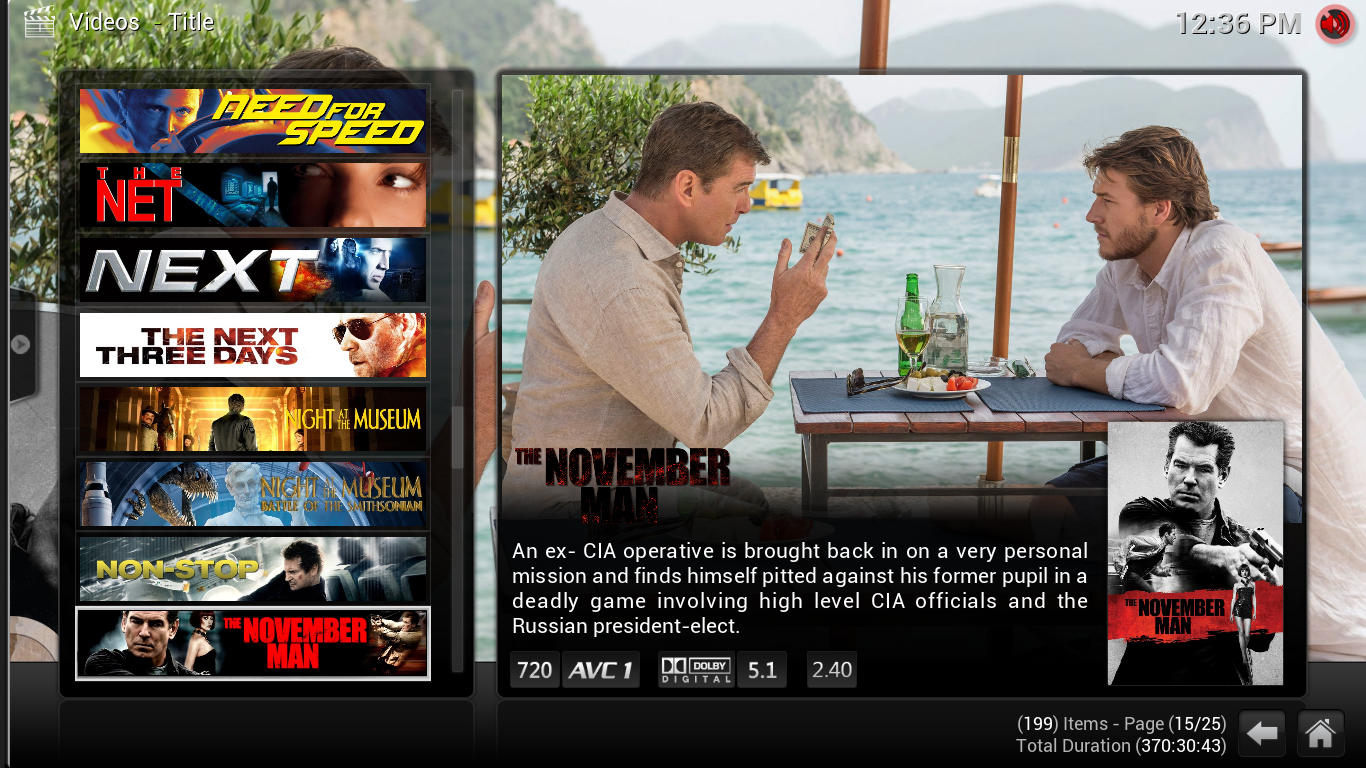 Videos - Title
12:36 PM
NEED FOR
SPEED
THE
NET
NEXT
THE NEXT
THREE DAYS
NIGHT AT THE MUSEUM
NIGHT AT THE MUSEUM
BATTLE OF THE SMITHSONIAN
NON-STOP
THE NOVEMBER
MAN
THE NOVEMBER
MAN
An ex- CIA operative is brought back in on a very personal
mission and finds himself pitted against his former pupil in a
deadly game involving high level CIA officials and the
Russian president-elect.
THE NOVEMBER
MAN
720 AVC 1 DOLBY DIGITAL 5.1 2.40
(199) Items - Page (15/25)
Total Duration (370:30:43)